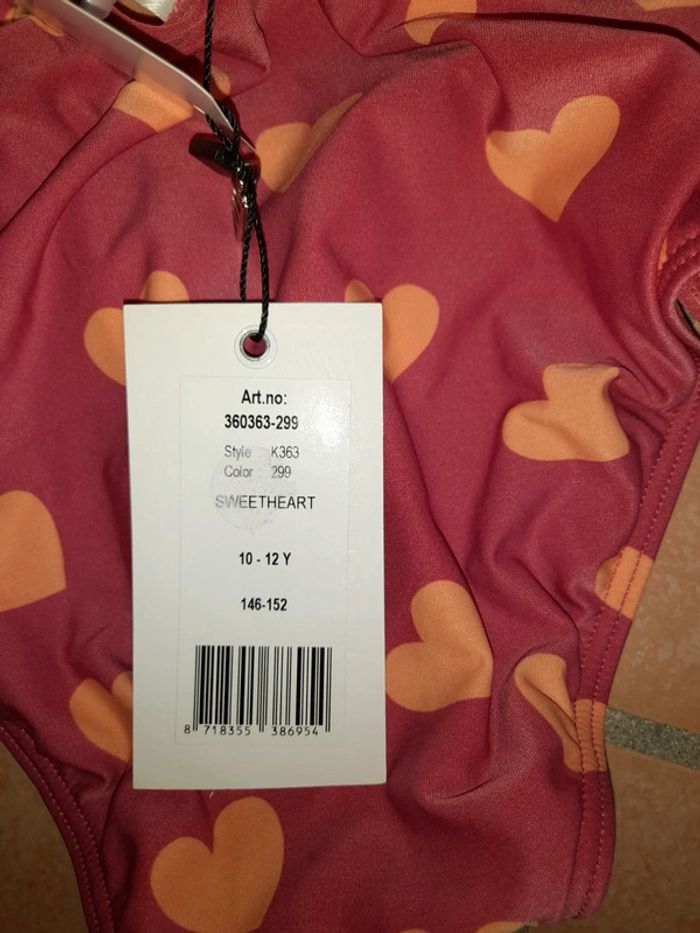 Art.no:
360363-299
Style : K363
Color : 299
SWEETHEART
10 - 12 Y
146-152
8 718355 386954